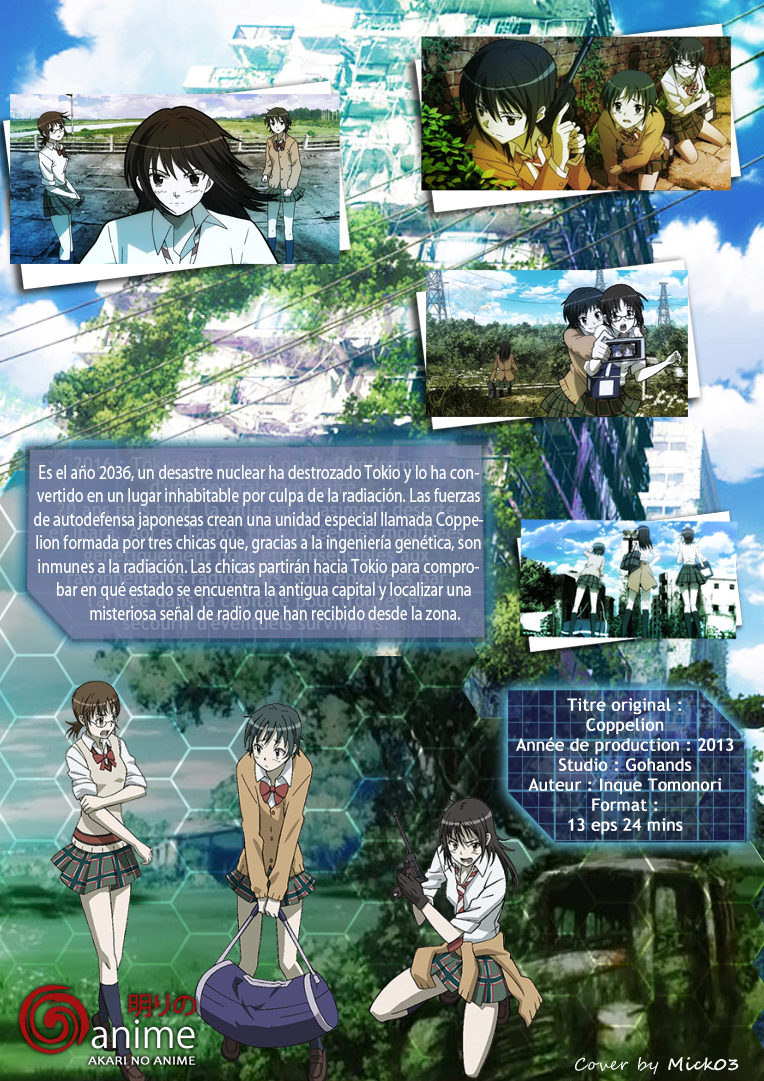 Es el año 2036, un desastre nuclear ha destrozado Tokio y lo ha con-
vertido en un lugar inhabitable por culpa de la radiación. Las fuerzas
de autodefensa japonesas crean una unidad especial llamada Coppe-
lion formada por tres chicas que, gracias a la ingeniería genética, son
inmunes a la radiación. Las chicas partirán hacia Tokio para compro-
bar en qué estado se encuentra la antigua capital y localizar una
misteriosa señal de radio que han recibido desde la zona.
Titre original :
Coppelion
Année de production : 2013
Studio : Gohands
Auteur : Inque Tomonori
Format :
13 eps 24 mins
明りの
anime
AKARI NO ANIME
Cover by Mick03